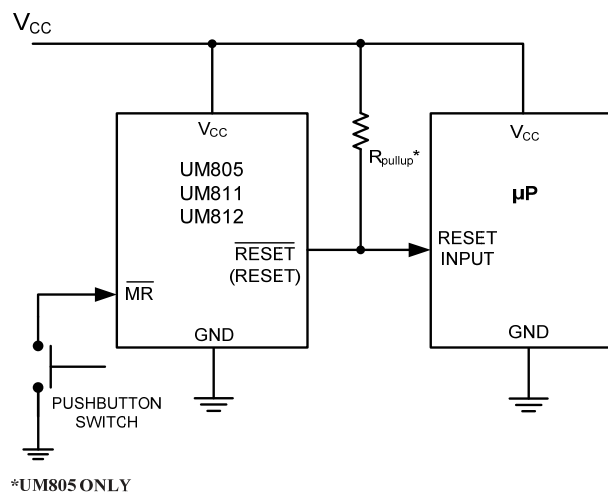 VCC
VCC
UM805
UM811
UM812
RESET
(RESET)
MR
GND
Rpullup*
VCC
µP
RESET
INPUT
GND
PUSHBUTTON
SWITCH
*UM805 ONLY